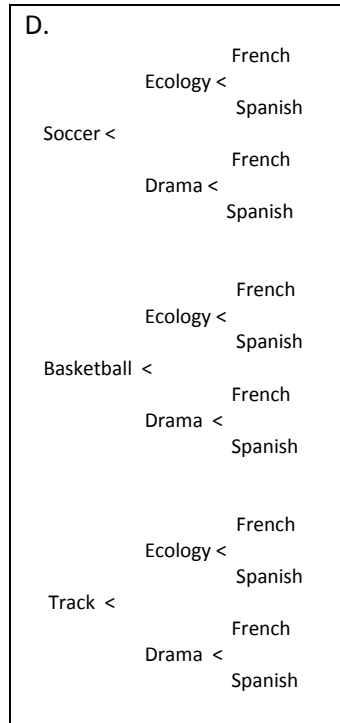 D.
French
Ecology <
Spanish
Soccer <
French
Drama <
Spanish
French
Ecology <
Spanish
Basketball <
French
Drama <
Spanish
French
Ecology <
Spanish
Track <
French
Drama <
Spanish